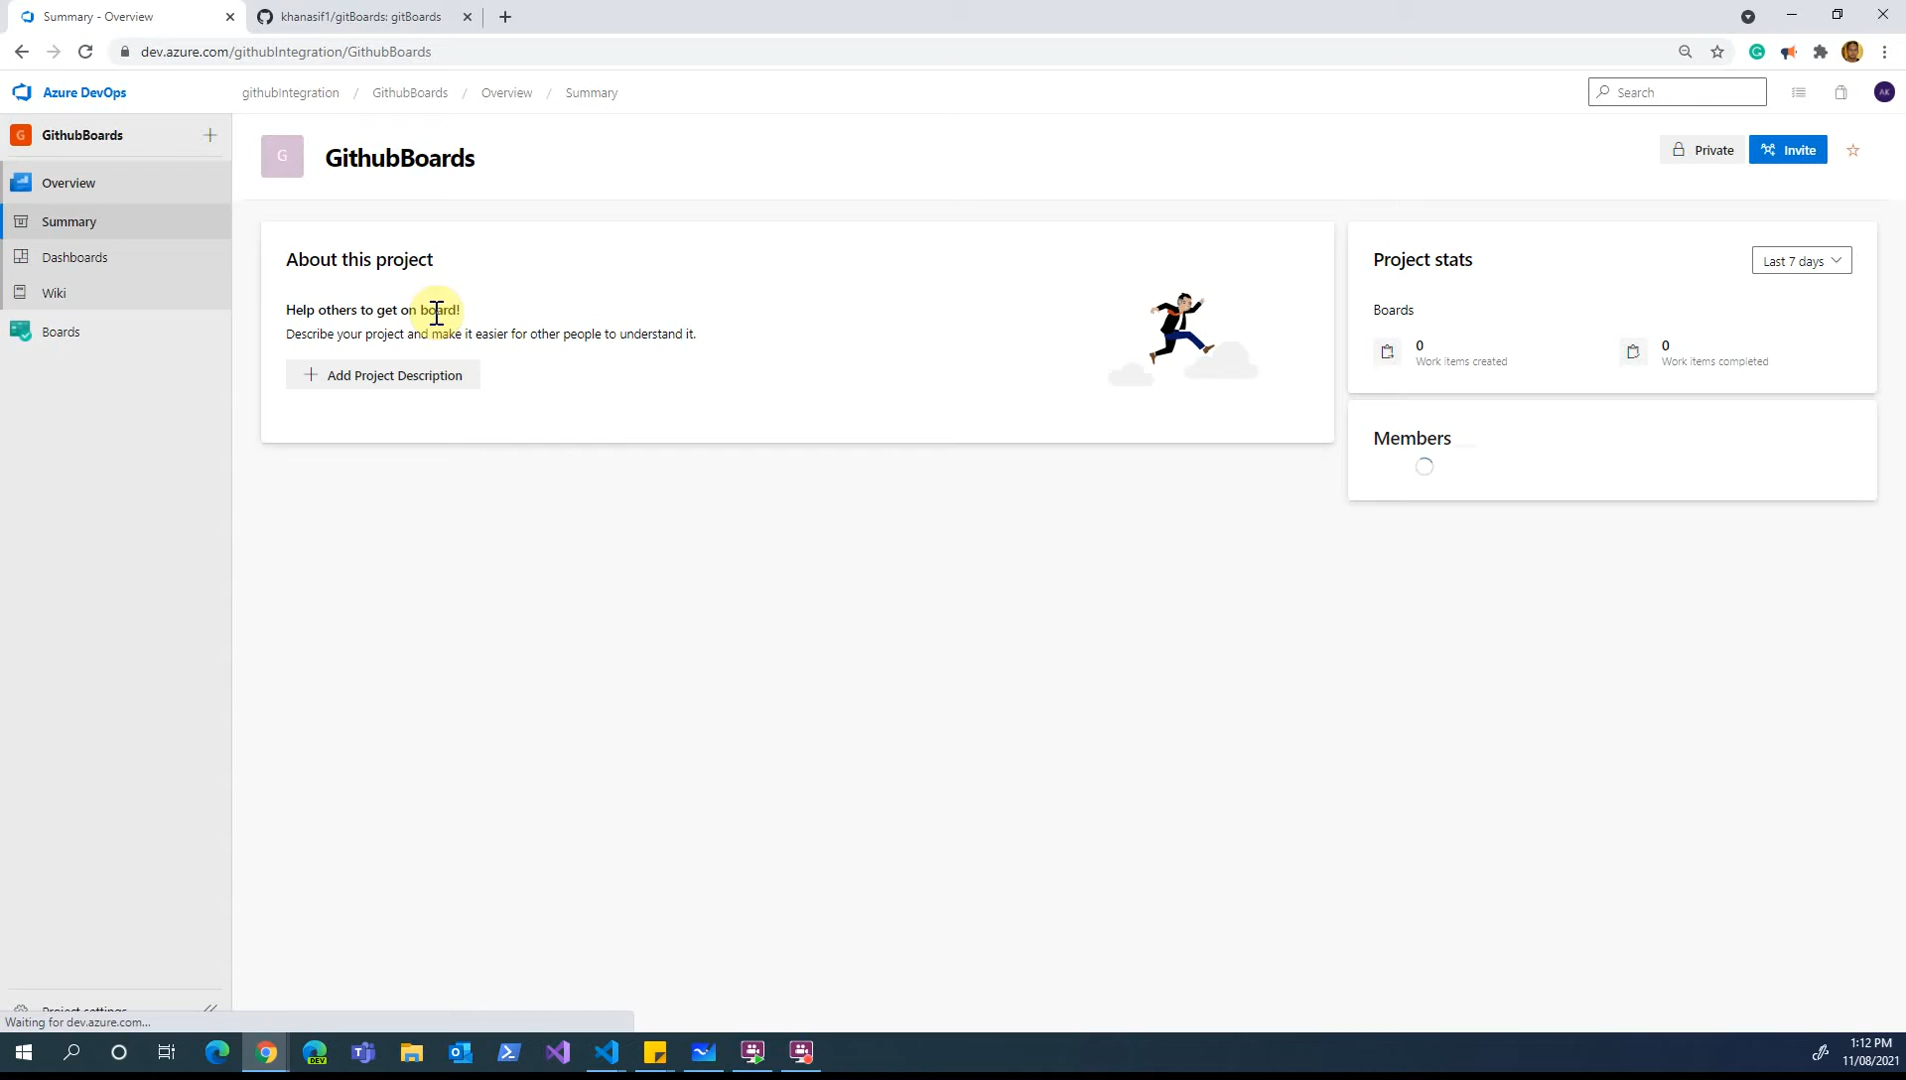 Summary - Overview
khanasif1/gitBoards: gitBoards
dev.azure.com/githubIntegration/GithubBoards
Azure DevOps
githubIntegration / GithubBoards / Overview / Summary
Search
AK
G GithubBoards
G
GithubBoards
Private
Invite
Overview
Summary
Dashboards
Wiki
Boards
About this project
Help others to get on board!
Describe your project and make it easier for other people to understand it.
Add Project Description
Project stats
Last 7 days
Boards
0
Work items created
0
Work items completed
Members
Project settings
Waiting for dev.azure.com...
DEV
1:12 PM
11/08/2021